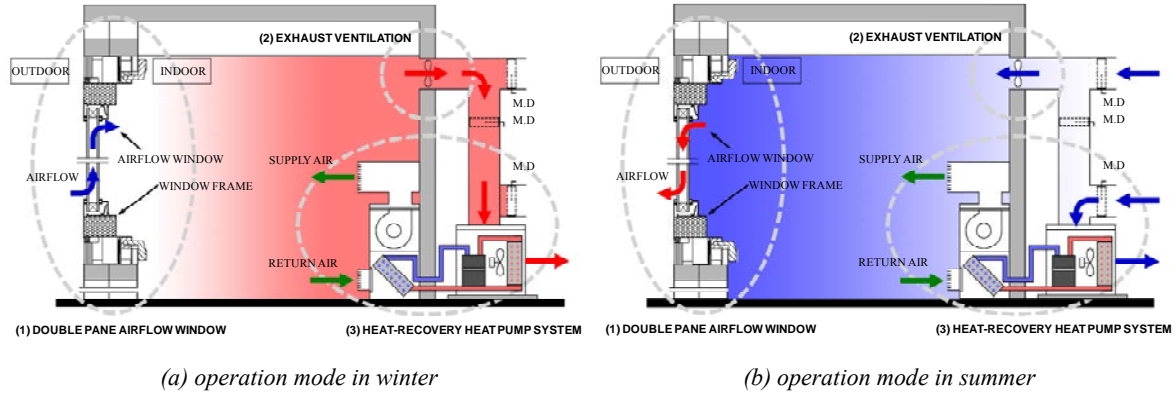 (2) EXHAUST VENTILATION
OUTDOOR
INDOOR
M.D
M.D
AIRFLOW WINDOW
SUPPLY AIR
M.D
AIRFLOW
WINDOW FRAME
RETURN AIR
(1) DOUBLE PANE AIRFLOW WINDOW
(3) HEAT-RECOVERY HEAT PUMP SYSTEM
(a) operation mode in winter
(2) EXHAUST VENTILATION
OUTDOOR
INDOOR
M.D
M.D
AIRFLOW WINDOW
SUPPLY AIR
M.D
AIRFLOW
WINDOW FRAME
RETURN AIR
(1) DOUBLE PANE AIRFLOW WINDOW
(3) HEAT-RECOVERY HEAT PUMP SYSTEM
(b) operation mode in summer